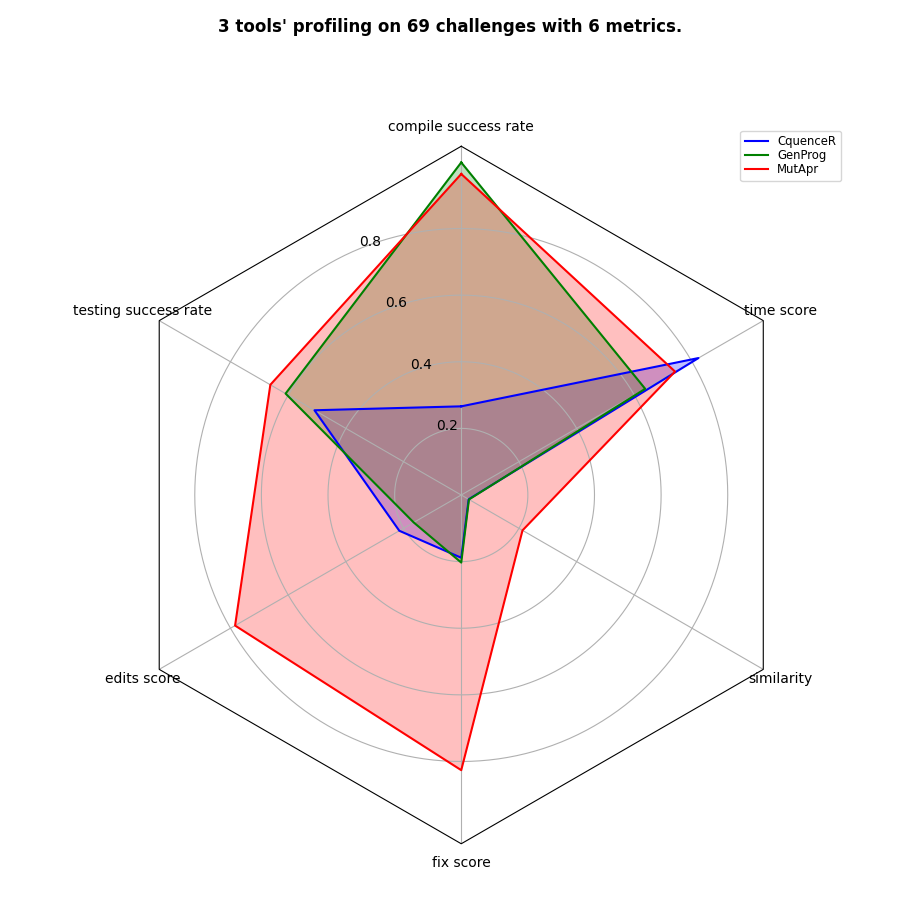 3 tools' profiling on 69 challenges with 6 metrics.
compile success rate
CquenceR
GenProg
MutApr
0.8
0.6
0.4
0.2
testing success rate
time score
edits score
similarity
fix score